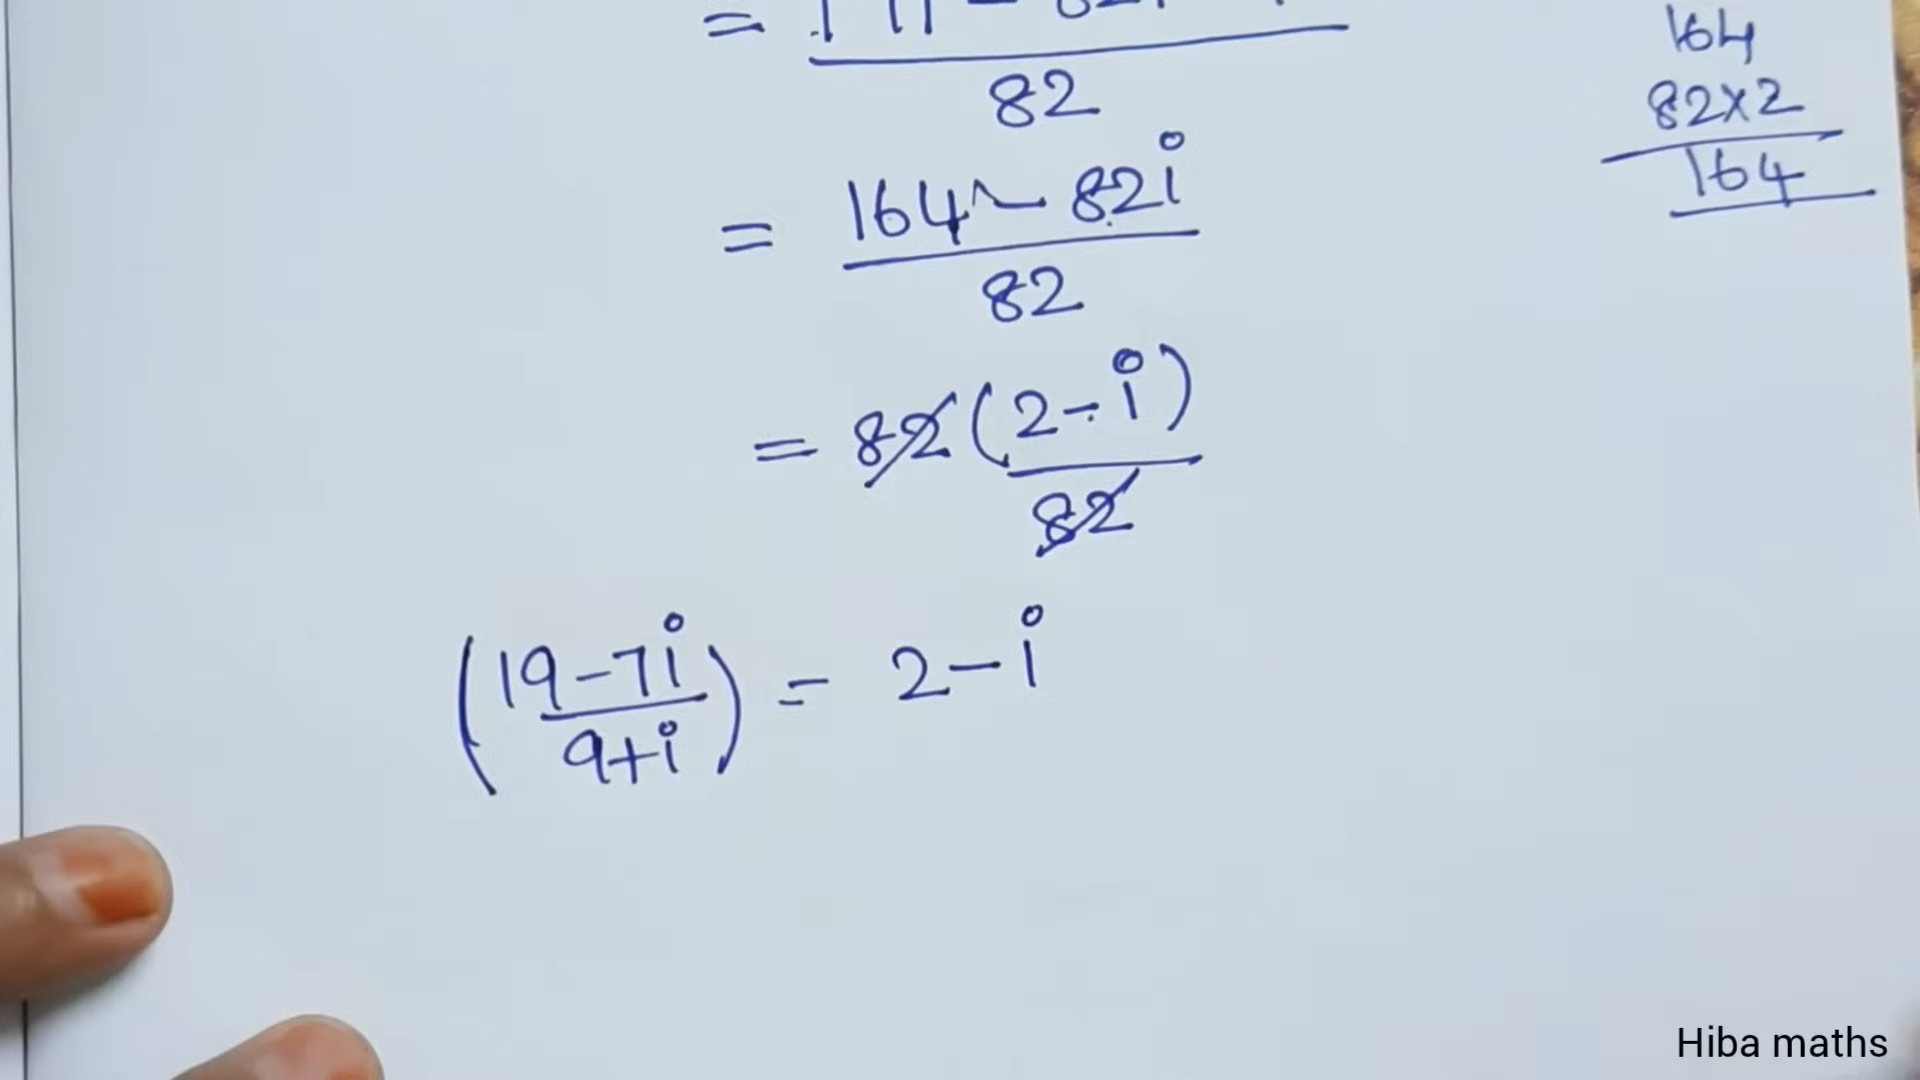 82
= 164 - 82i
82
= 82(2-i)
82
(19-7i) = 2-i
9+i
164
82x2
164
Hiba maths